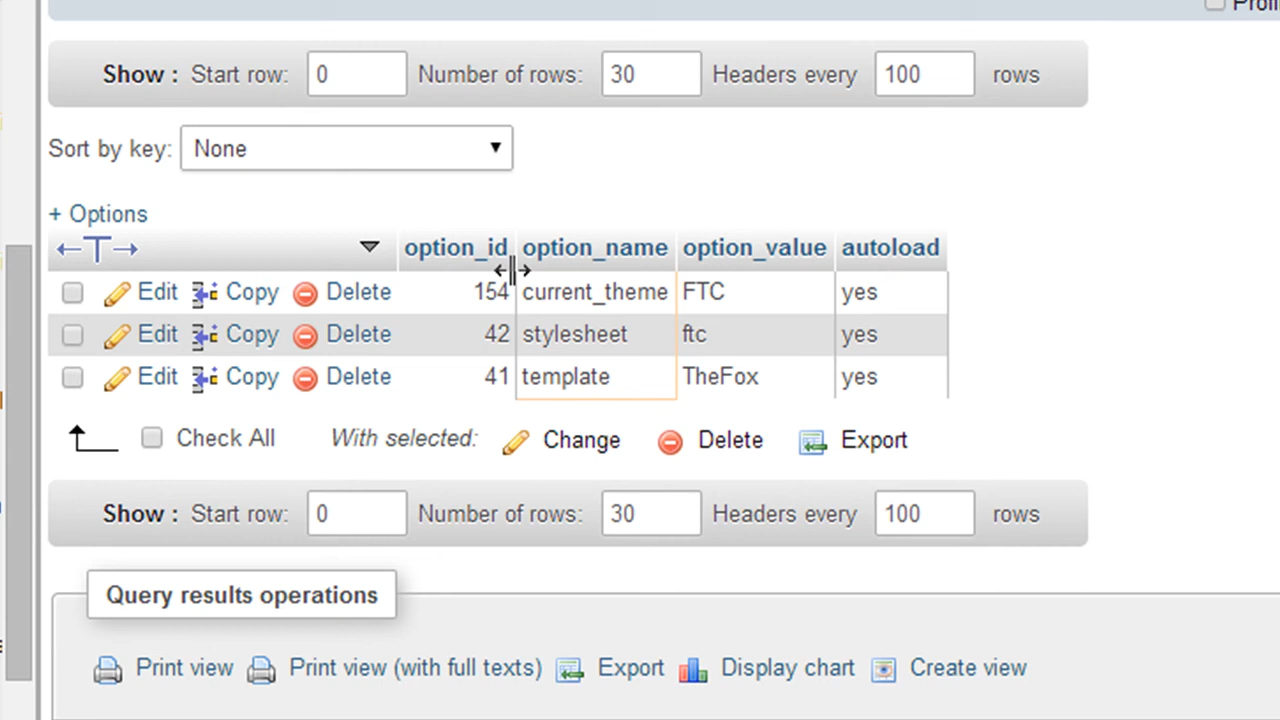 Profi
Show : Start row: 0 Number of rows: 30 Headers every 100 rows
Sort by key: None
+ Options
option_id option_name option_value autoload
Edit Copy Delete 154 current_theme FTC yes
Edit Copy Delete 42 stylesheet ftc yes
Edit Copy Delete 41 template TheFox yes
Check All With selected: Change Delete Export
Show : Start row: 0 Number of rows: 30 Headers every 100 rows
Query results operations
Print view Print view (with full texts) Export Display chart Create view